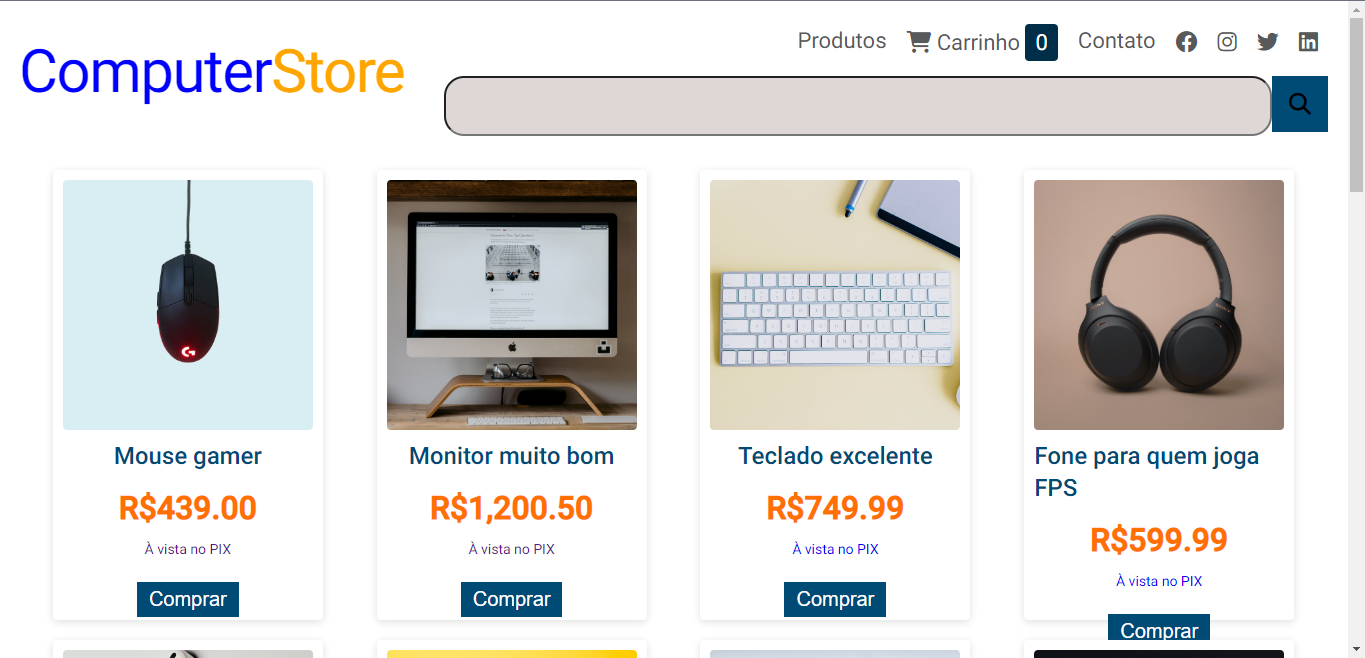 Produtos Carrinho 0 Contato
ComputerStore
Mouse gamer
R$439.00
À vista no PIX
Comprar
Monitor muito bom
R$1,200.50
À vista no PIX
Comprar
Teclado excelente
R$749.99
À vista no PIX
Comprar
SONY
Fone para quem joga
FPS
R$599.99
À vista no PIX
Comprar